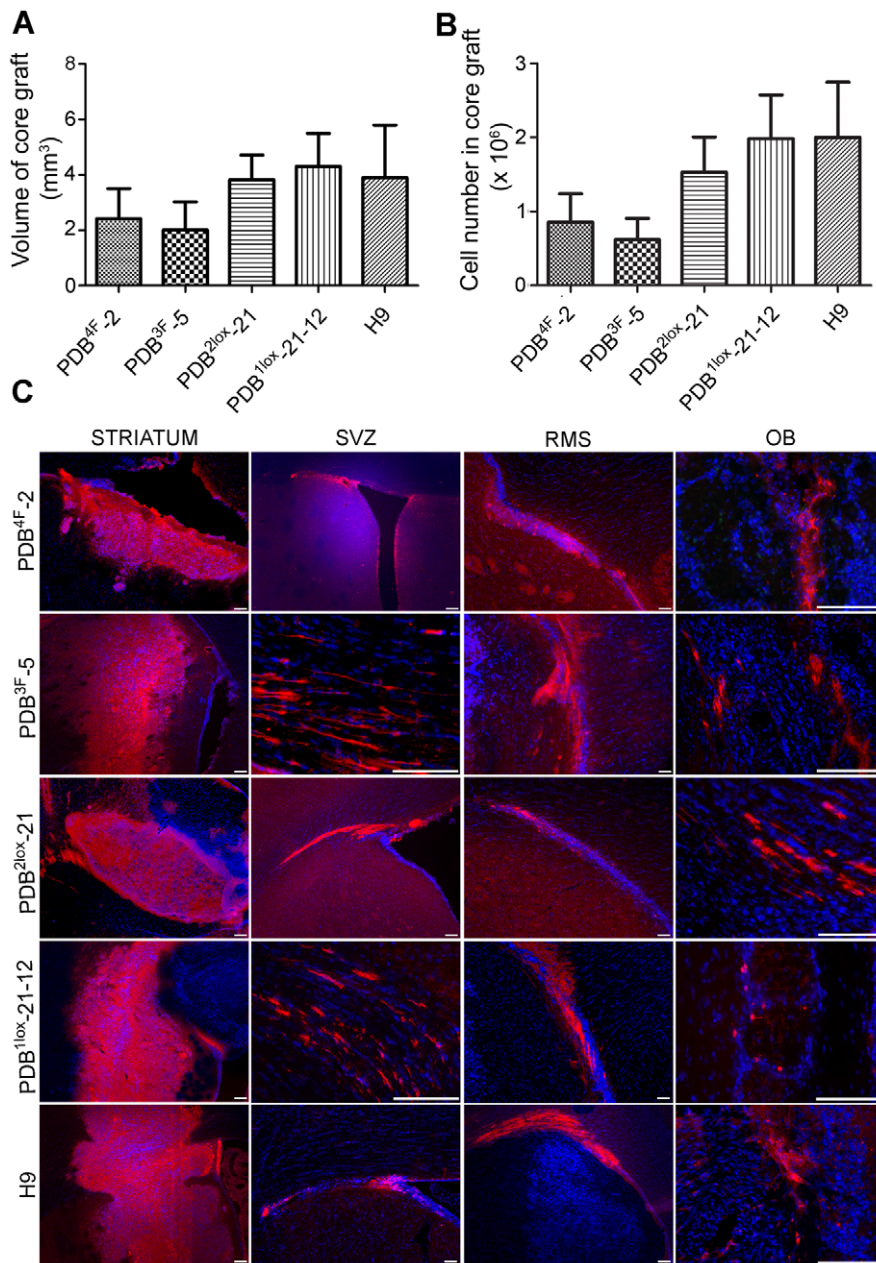 A
Volume of core graft
(mm³)
8
6
4
2
0
PDB⁴ᶠ-2
PDB³ᶠ-5
PDB²ˡᵒˣ-21
PDB¹ˡᵒˣ-21-12
H9
B
Cell number in core graft
(x 10⁶)
3
2
1
0
PDB⁴ᶠ-2
PDB³ᶠ-5
PDB²ˡᵒˣ-21
PDB¹ˡᵒˣ-21-12
H9
C
STRIATUM SVZ RMS OB
PDB⁴ᶠ-2
PDB³ᶠ-5
PDB²ˡᵒˣ-21
PDB¹ˡᵒˣ-21-12
H9